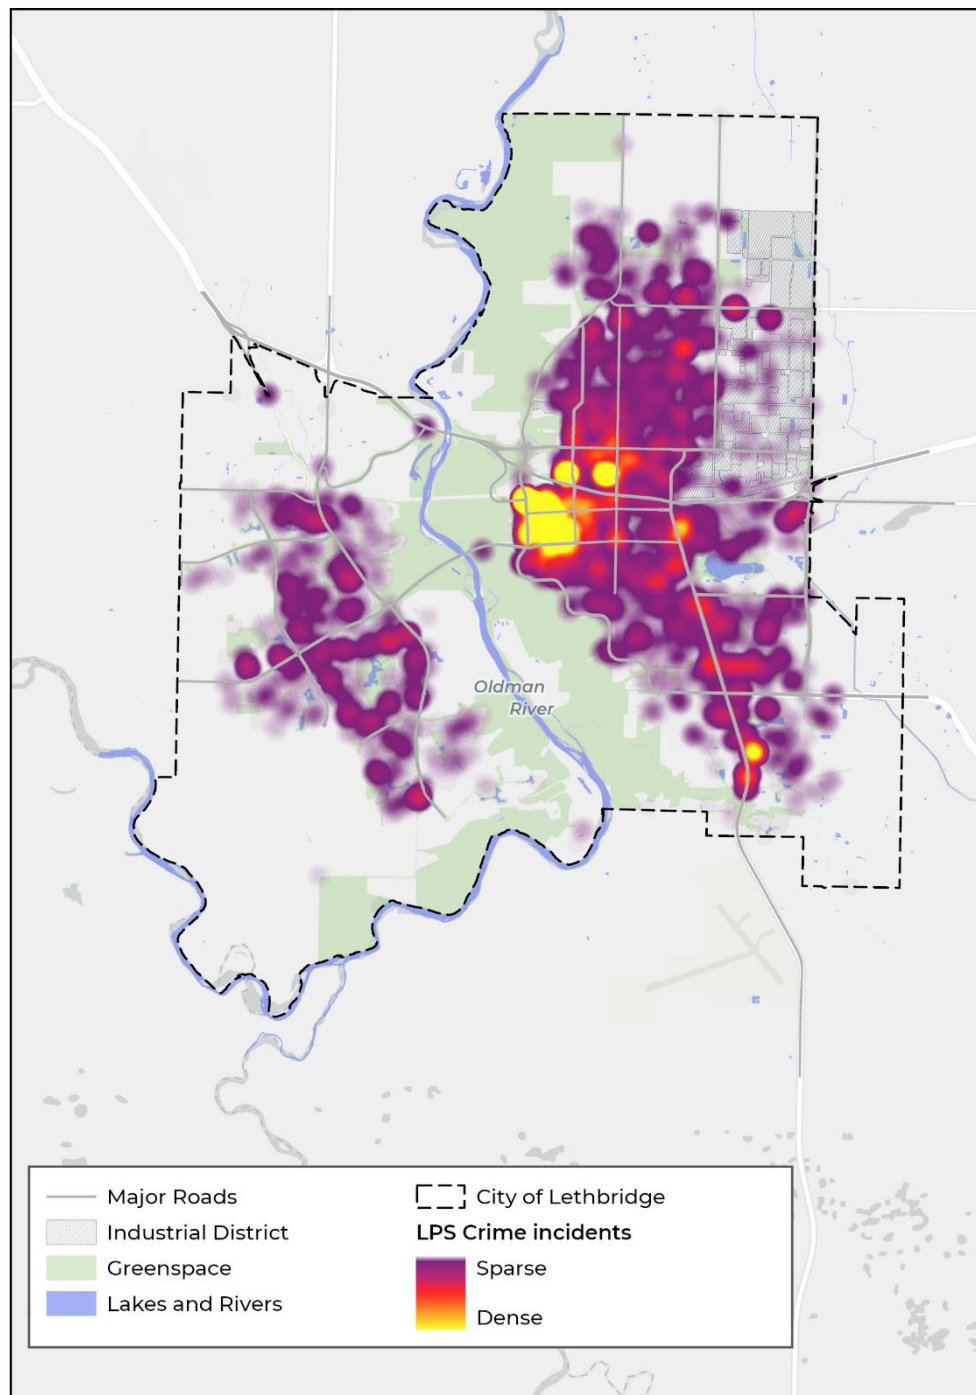 Oldman
River
Major Roads
Industrial District
Greenspace
Lakes and Rivers
City of Lethbridge
LPS Crime incidents
Sparse
Dense